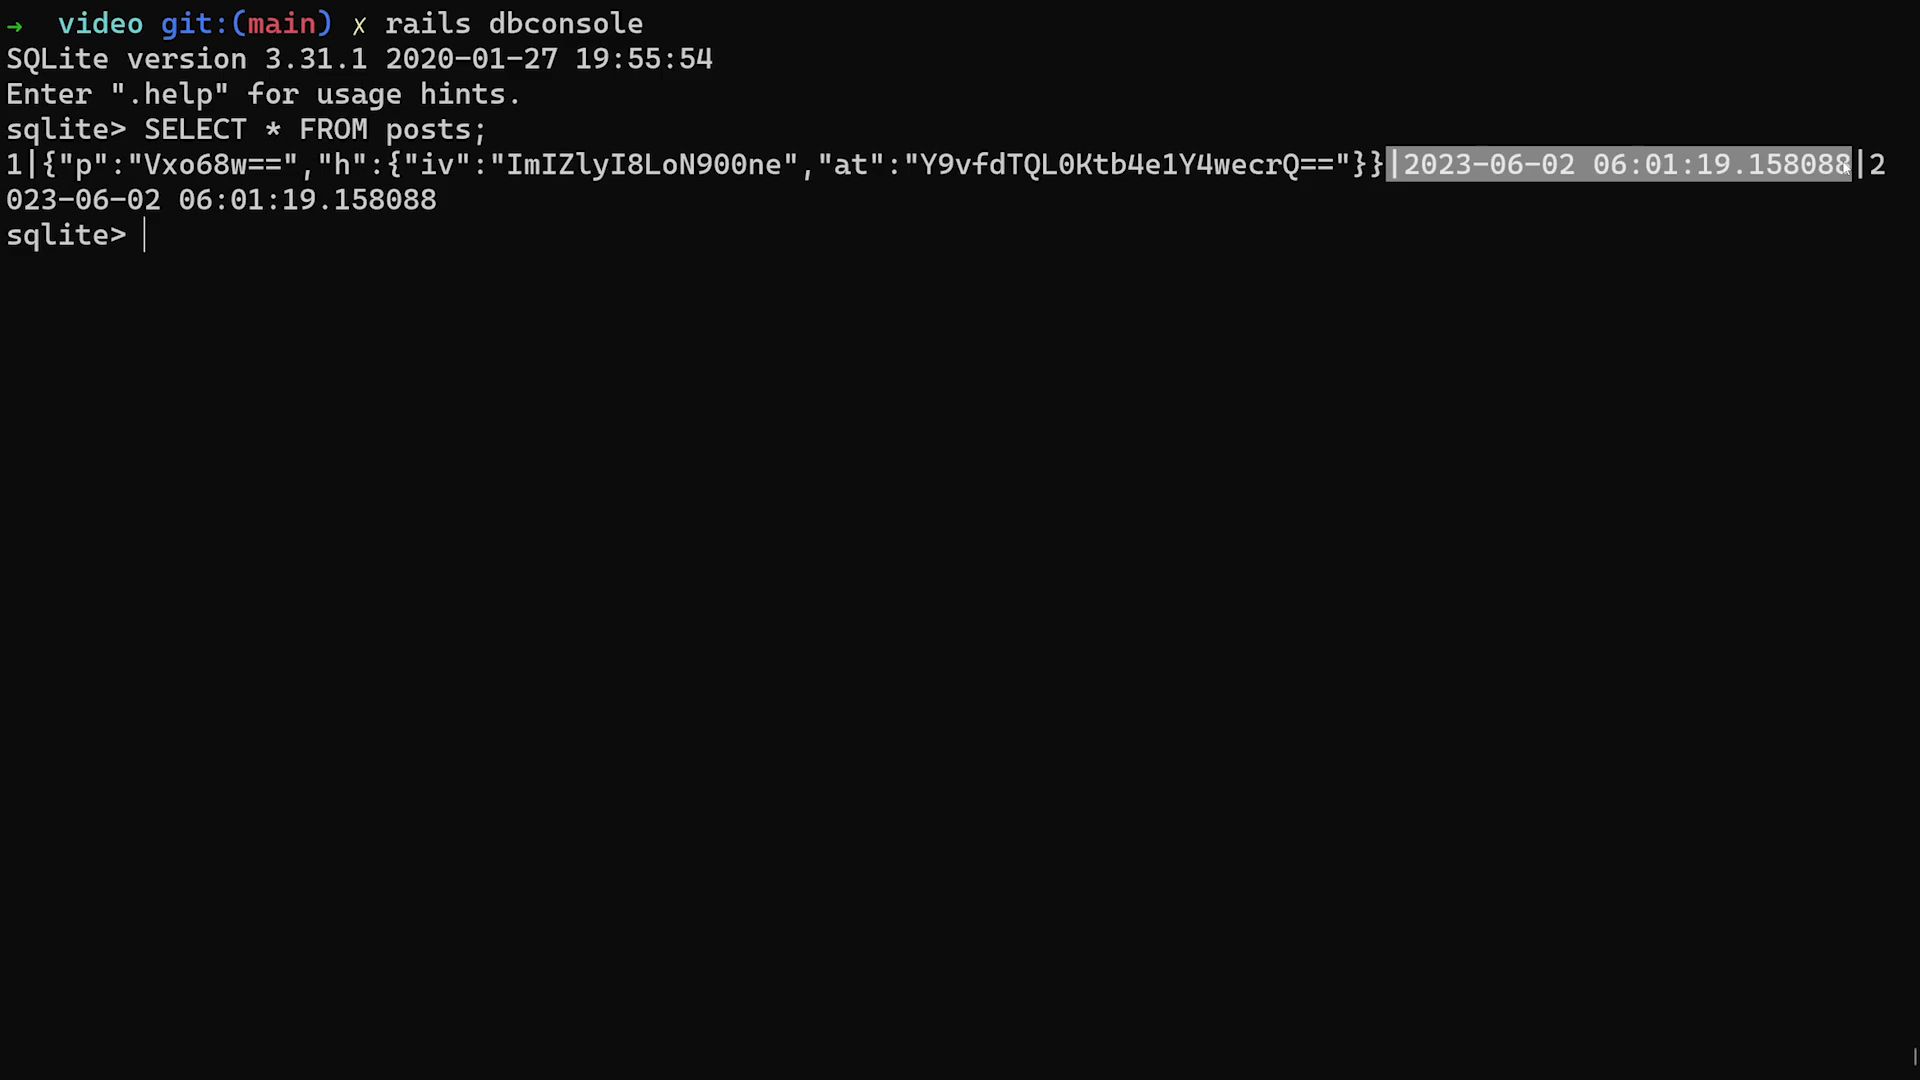 → video git:(main) ✗ rails dbconsole
SQLite version 3.31.1 2020-01-27 19:55:54
Enter ".help" for usage hints.
sqlite> SELECT * FROM posts;
1|{"p":"Vxo68w==","h":{"iv":"ImIZlyI8LoN900ne","at":"Y9vfdTQL0Ktb4e1Y4wecrQ=="}}|2023-06-02 06:01:19.158088|2
023-06-02 06:01:19.158088
sqlite>